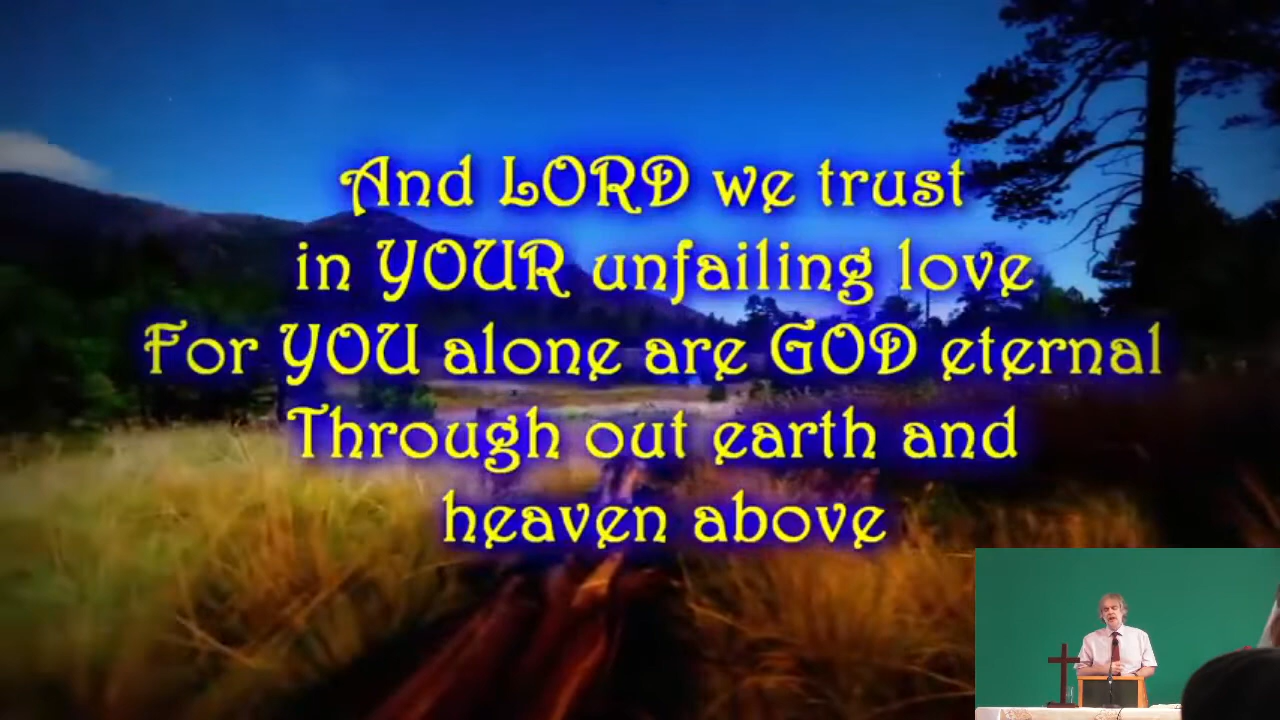 And LORD we trust
in YOUR unfailing love
For YOU alone are GOD eternal
Through out earth and
heaven above